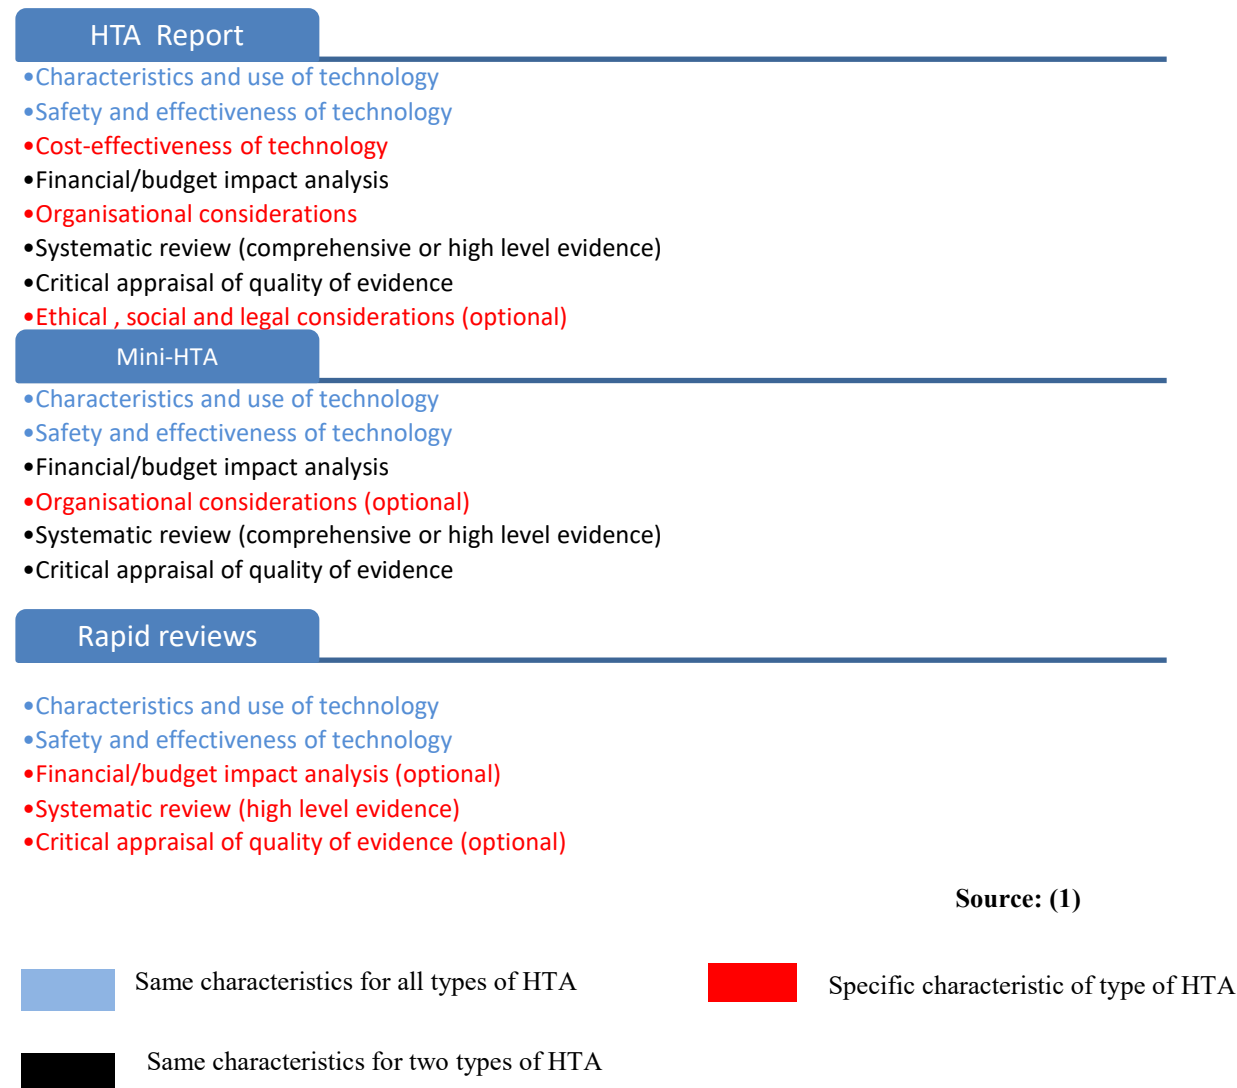 HTA  Report
•Characteristics and use of technology
•Safety and effectiveness of technology
•Cost-effectiveness of technology
•Financial/budget impact analysis
•Organisational considerations
•Systematic review (comprehensive or high level evidence)
•Critical appraisal of quality of evidence
•Ethical , social and legal considerations (optional)
Mini-HTA
•Characteristics and use of technology
•Safety and effectiveness of technology
•Financial/budget impact analysis
•Organisational considerations (optional)
•Systematic review (comprehensive or high level evidence)
•Critical appraisal of quality of evidence
Rapid reviews
•Characteristics and use of technology
•Safety and effectiveness of technology
•Financial/budget impact analysis (optional)
•Systematic review (high level evidence)
•Critical appraisal of quality of evidence (optional)
Source: (1)
Same characteristics for all types of HTA
Specific characteristic of type of HTA
Same characteristics for two types of HTA